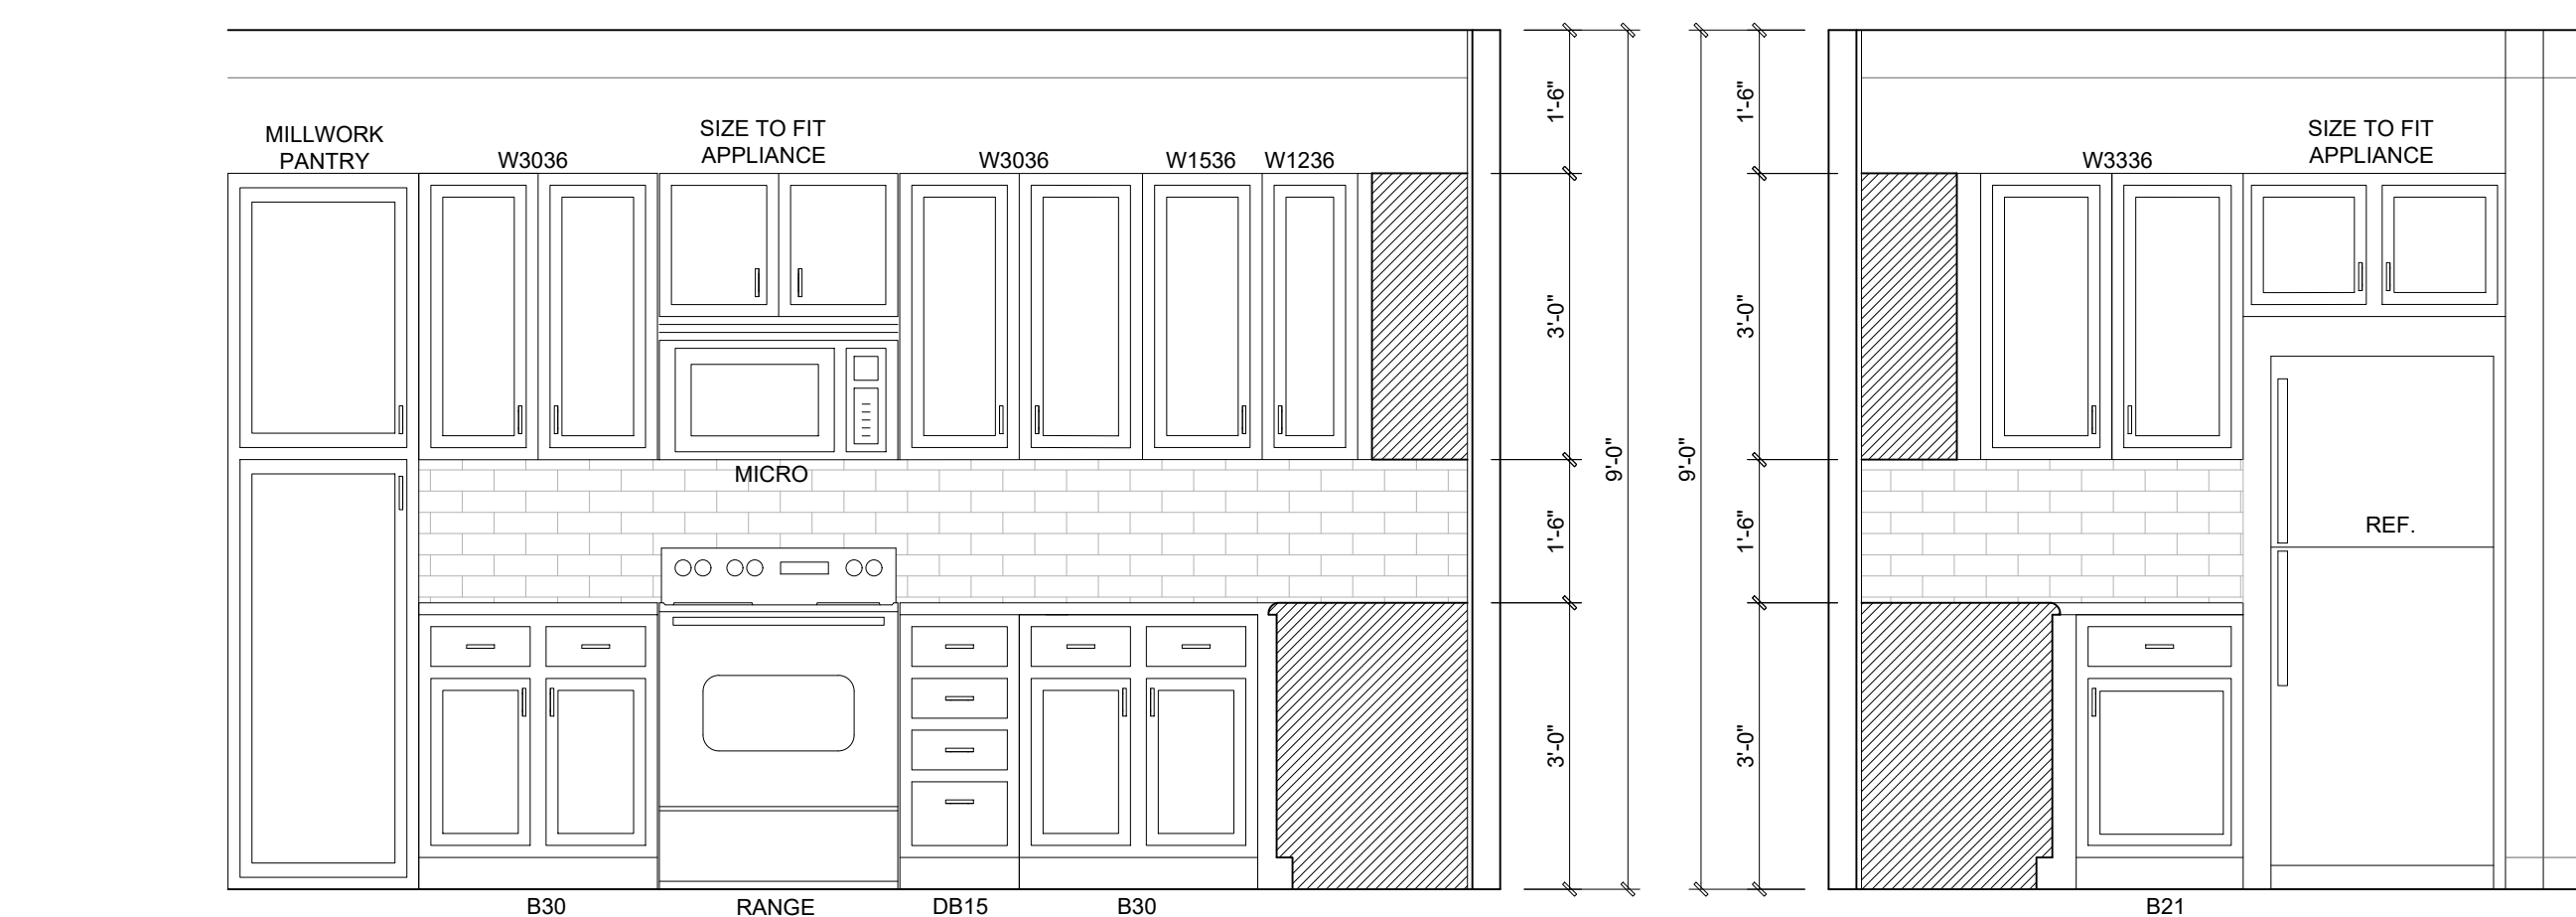 MILLWORK
PANTRY
W3036
SIZE TO FIT
APPLIANCE
W3036
W1536
W1236
MICRO
B30
RANGE
DB15
B30
1'-6"
3'-0"
1'-6"
3'-0"
9'-0"
9'-0"
1'-6"
3'-0"
1'-6"
3'-0"
W3336
SIZE TO FIT
APPLIANCE
REF.
B21